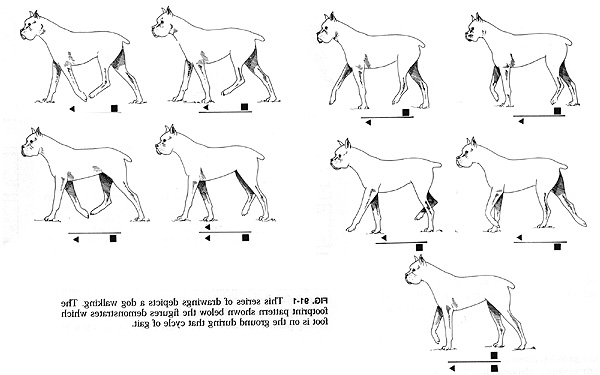 FIG. 91-1 This series of drawings depicts a dog walking. The
footprint pattern shown below the figures demonstrates which
foot is on the ground during that cycle of gait.